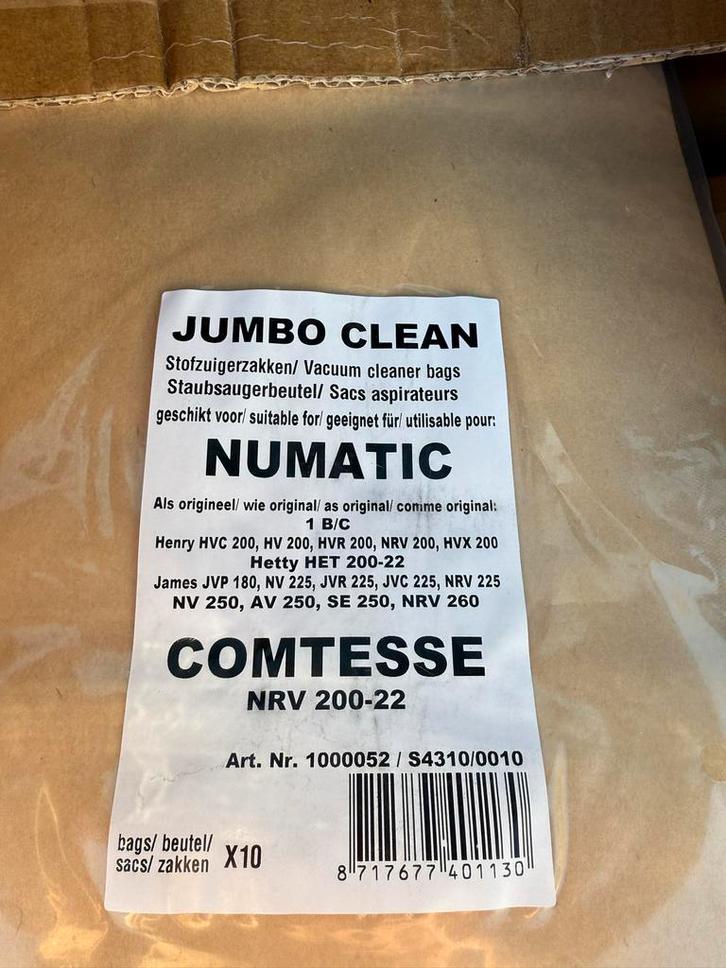 JUMBO CLEAN
Stofzuigerzakken/ Vacuum cleaner bags
Staubsaugerbeutel/ Sacs aspirateurs
geschikt voor/ suitable for/ geeignet für/ utilisable pour:
NUMATIC
Als origineel/ wie original/ as original/ comme original:
1 B/C
Henry HVC 200, HV 200, HVR 200, NRV 200, HVX 200
Hetty HET 200-22
James JVP 180, NV 225, JVR 225, JVC 225, NRV 225
NV 250, AV 250, SE 250, NRV 260
COMTESSE
NRV 200-22
Art. Nr. 1000052 / S4310/0010
bags/ beutel/
sacs/ zakken X10
8 717677 401130